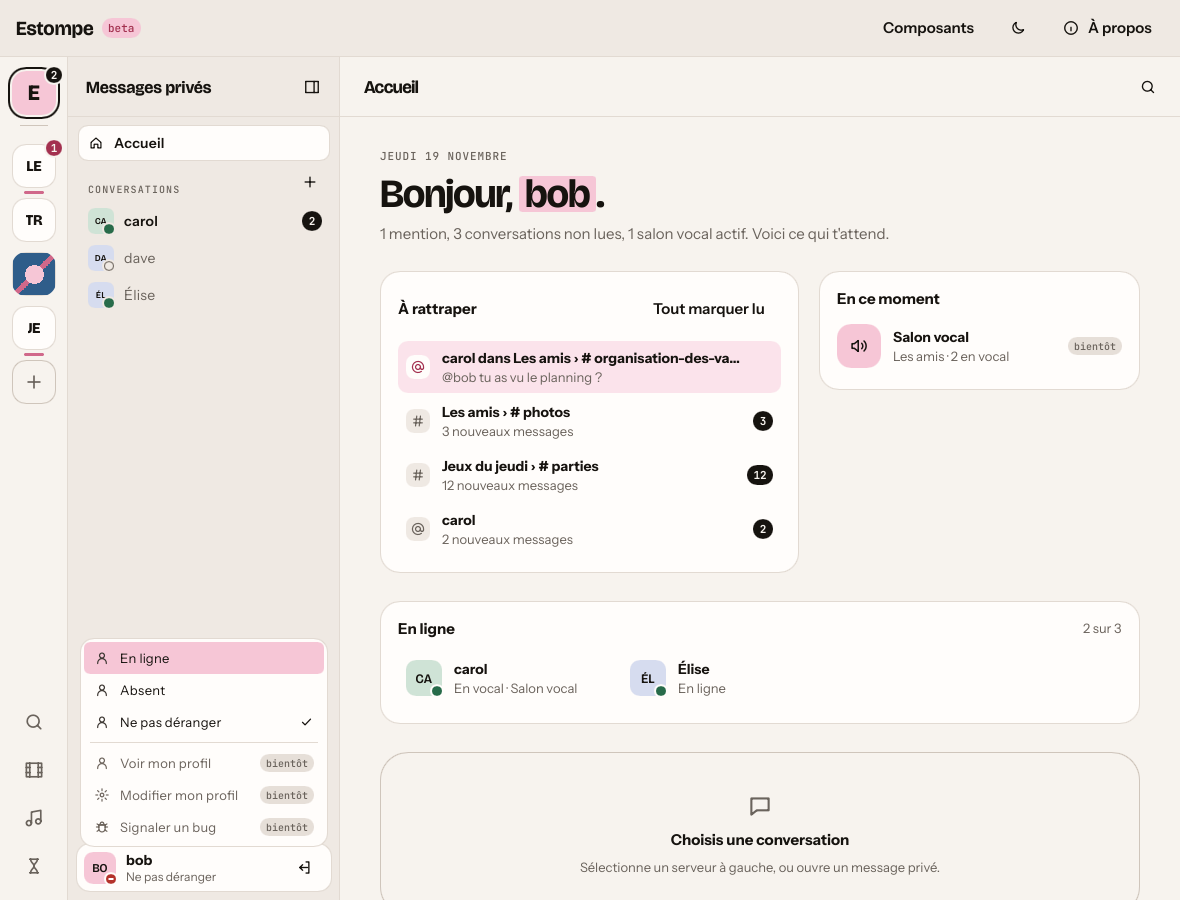 Estompe beta
Composants
À propos
E 2
LE 1
TR
JE
Messages privés
Accueil
CONVERSATIONS
CA carol 2
DA dave
ÉL Élise
En ligne
Absent
Ne pas déranger
Voir mon profil bientôt
Modifier mon profil bientôt
Signaler un bug bientôt
BO bob
Ne pas déranger
Accueil
JEUDI 19 NOVEMBRE
Bonjour, bob.
1 mention, 3 conversations non lues, 1 salon vocal actif. Voici ce qui t'attend.
À rattraper Tout marquer lu
@ carol dans Les amis › # organisation-des-va…
@bob tu as vu le planning ?
# Les amis › # photos 3
3 nouveaux messages
# Jeux du jeudi › # parties 12
12 nouveaux messages
@ carol 2
2 nouveaux messages
En ce moment
Salon vocal bientôt
Les amis · 2 en vocal
En ligne 2 sur 3
CA carol
En vocal · Salon vocal
ÉL Élise
En ligne
Choisis une conversation
Sélectionne un serveur à gauche, ou ouvre un message privé.